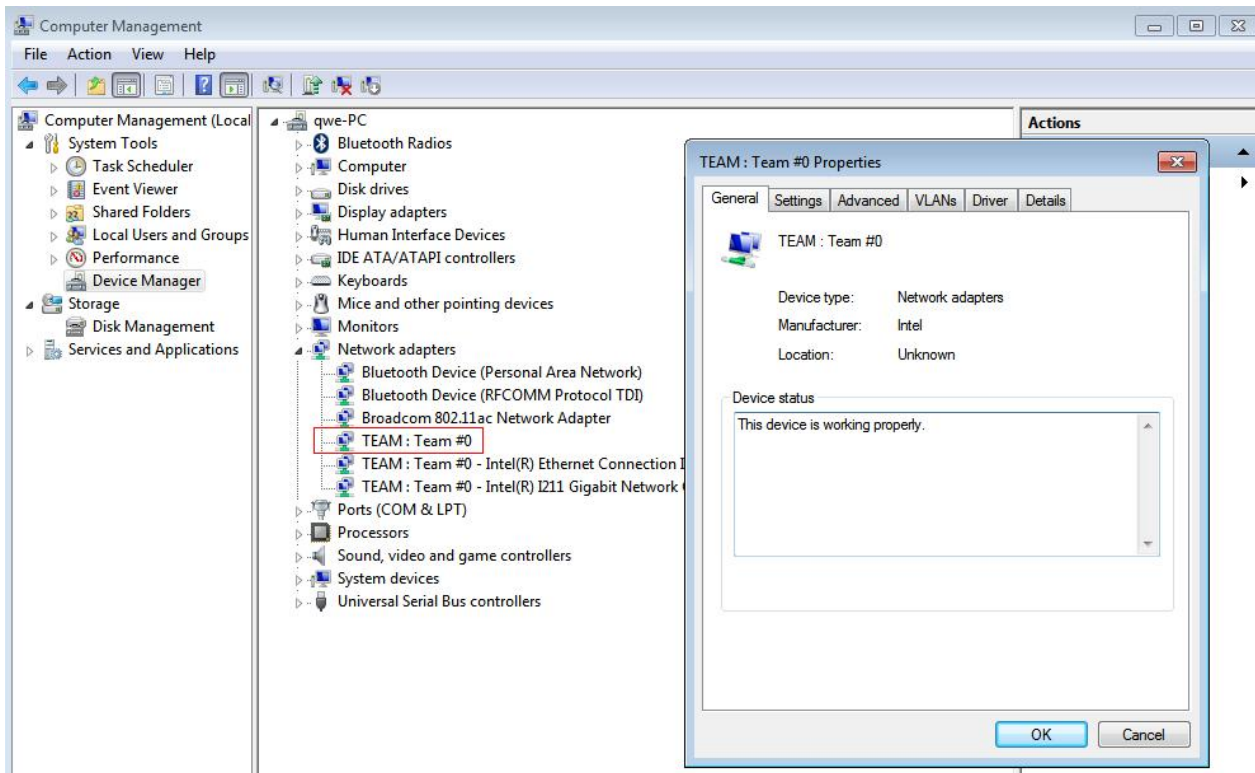 Computer Management
File Action View Help
Computer Management (Local
System Tools
Task Scheduler
Event Viewer
Shared Folders
Local Users and Groups
Performance
Device Manager
Storage
Disk Management
Services and Applications
qwe-PC
Bluetooth Radios
Computer
Disk drives
Display adapters
Human Interface Devices
IDE ATA/ATAPI controllers
Keyboards
Mice and other pointing devices
Monitors
Network adapters
Bluetooth Device (Personal Area Network)
Bluetooth Device (RFCOMM Protocol TDI)
Broadcom 802.11ac Network Adapter
TEAM : Team #0
TEAM : Team #0 - Intel(R) Ethernet Connection I
TEAM : Team #0 - Intel(R) I211 Gigabit Network
Ports (COM & LPT)
Processors
Sound, video and game controllers
System devices
Universal Serial Bus controllers
Actions
TEAM : Team #0 Properties
General Settings Advanced VLANs Driver Details
TEAM : Team #0
Device type: Network adapters
Manufacturer: Intel
Location: Unknown
Device status
This device is working properly.
OK Cancel